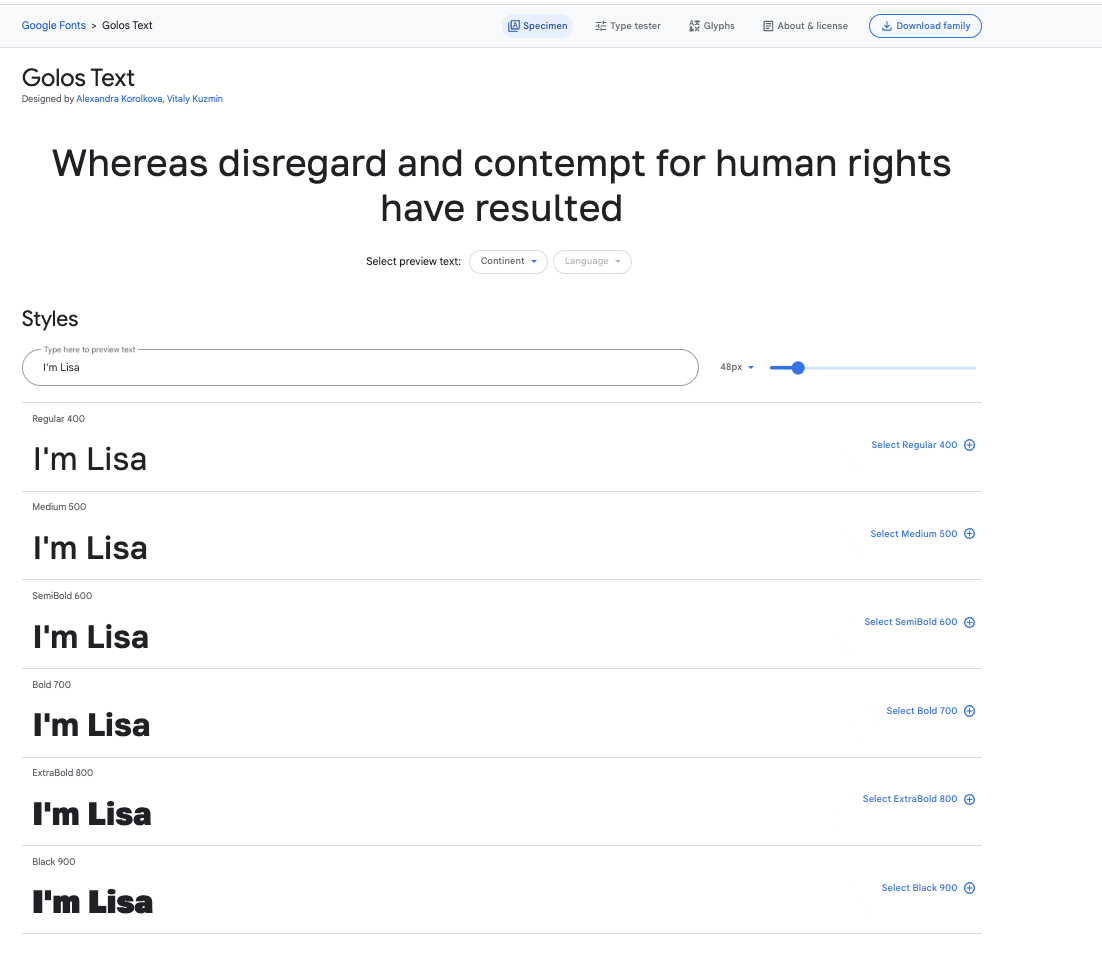 Google Fonts > Golos Text
Specimen
Type tester
Glyphs
About & license
Download family
Golos Text
Designed by Alexandra Korolkova, Vitaly Kuzmin
Whereas disregard and contempt for human rights
have resulted
Select preview text: Continent Language
Styles
Type here to preview text
I'm Lisa
48px
Regular 400
I'm Lisa
Select Regular 400
Medium 500
I'm Lisa
Select Medium 500
SemiBold 600
I'm Lisa
Select SemiBold 600
Bold 700
I'm Lisa
Select Bold 700
ExtraBold 800
I'm Lisa
Select ExtraBold 800
Black 900
I'm Lisa
Select Black 900